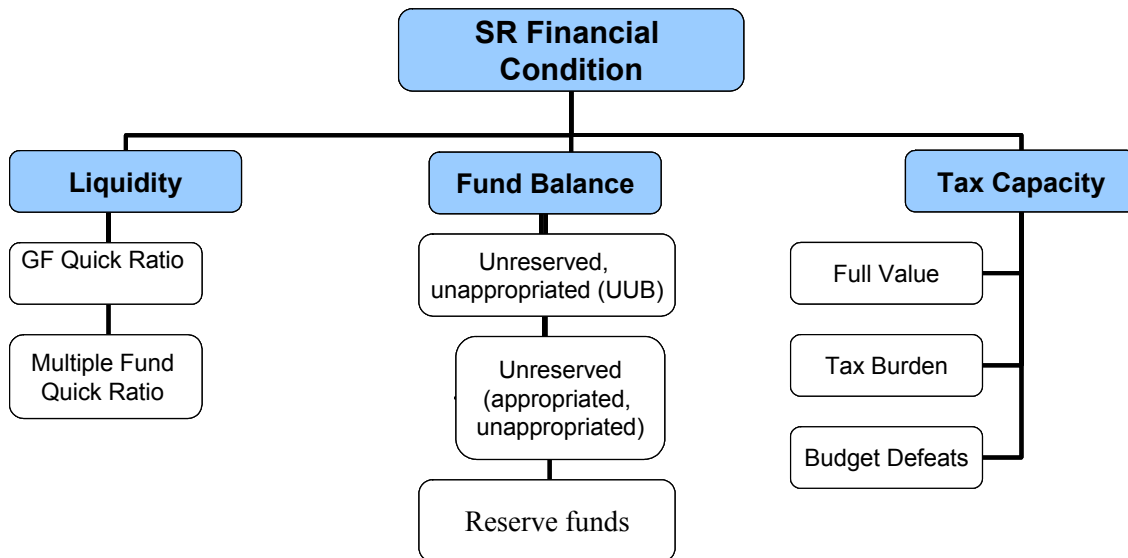 SR Financial
Condition
Liquidity
Fund Balance
Tax Capacity
GF Quick Ratio
Multiple Fund
Quick Ratio
Unreserved,
unappropriated (UUB)
Unreserved
(appropriated,
unappropriated)
Reserve funds
Full Value
Tax Burden
Budget Defeats